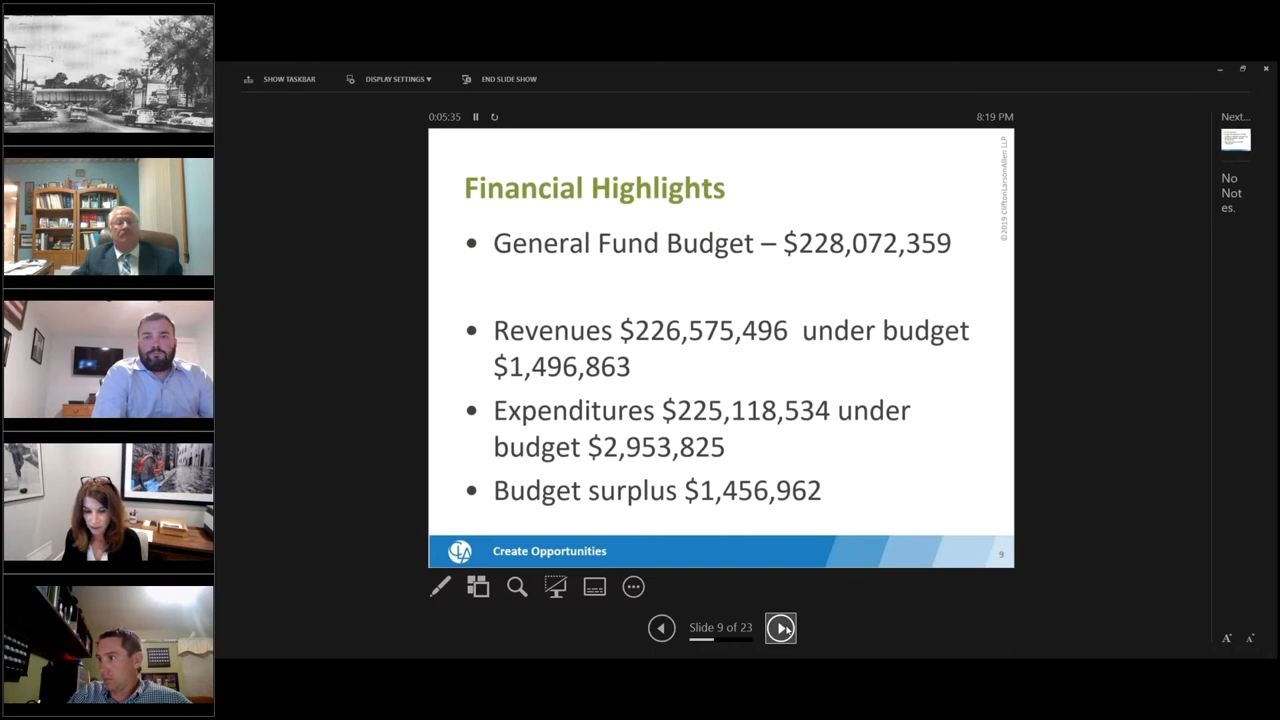 SHOW TASKBAR
DISPLAY SETTINGS ▾
END SLIDE SHOW
0:05:35
8:19 PM
Next...
©2019 CliftonLarsonAllen LLP
Financial Highlights
• General Fund Budget – $228,072,359
• Revenues $226,575,496 under budget
$1,496,863
• Expenditures $225,118,534 under
budget $2,953,825
• Budget surplus $1,456,962
CLA
Create Opportunities
9
No
Not
es.
Slide 9 of 23
A
A